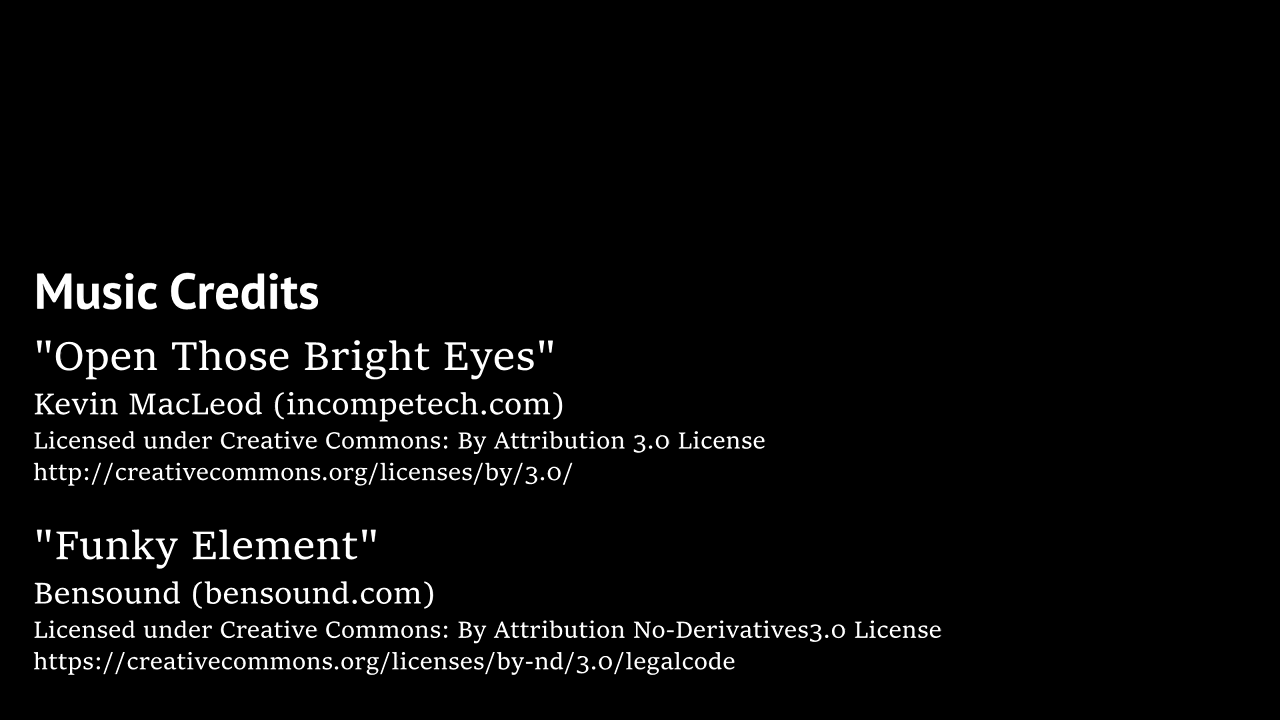 Music Credits
"Open Those Bright Eyes"
Kevin MacLeod (incompetech.com)
Licensed under Creative Commons: By Attribution 3.0 License
http://creativecommons.org/licenses/by/3.0/
"Funky Element"
Bensound (bensound.com)
Licensed under Creative Commons: By Attribution No-Derivatives3.0 License
https://creativecommons.org/licenses/by-nd/3.0/legalcode